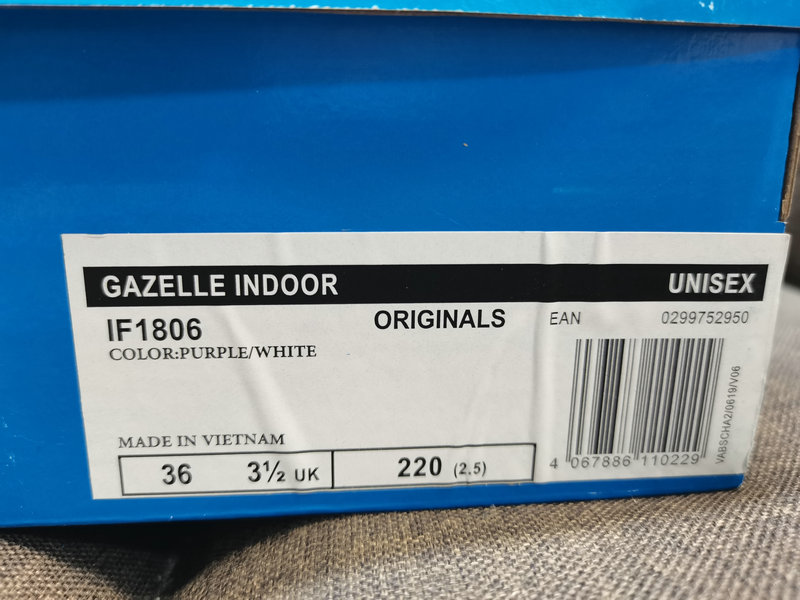 GAZELLE INDOOR UNISEX
IF1806 ORIGINALS EAN 0299752950
COLOR:PURPLE/WHITE
MADE IN VIETNAM
36 3½ UK 220 (2.5)
4 067886 110229
VABSCHA2/0619/V06